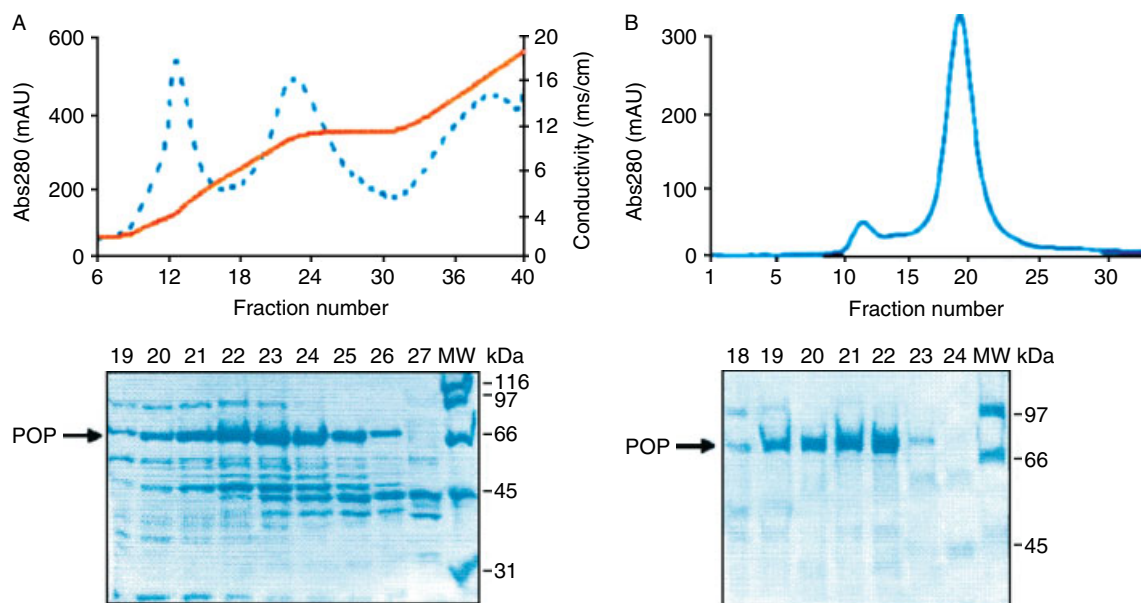 A
600
400
200
0
Abs280 (mAU)
20
16
12
6
4
0
Conductivity (ms/cm)
6 12 18 24 30 36 40
Fraction number
19 20 21 22 23 24 25 26 27 MW kDa
116
97
66
45
31
POP
B
300
200
100
0
Abs280 (mAU)
1 5 10 15 20 25 30
Fraction number
18 19 20 21 22 23 24 MW kDa
97
66
45
POP